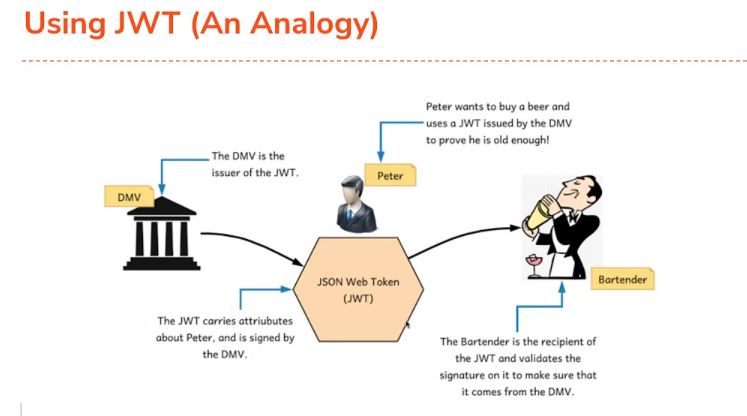 Using JWT (An Analogy)
Peter wants to buy a beer and
uses a JWT issued by the DMV
to prove he is old enough!
The DMV is the
issuer of the JWT.
Peter
DMV
JSON Web Token
(JWT)
Bartender
The JWT carries attriubutes
about Peter, and is signed by
the DMV.
The Bartender is the recipient of
the JWT and validates the
signature on it to make sure that
it comes from the DMV.